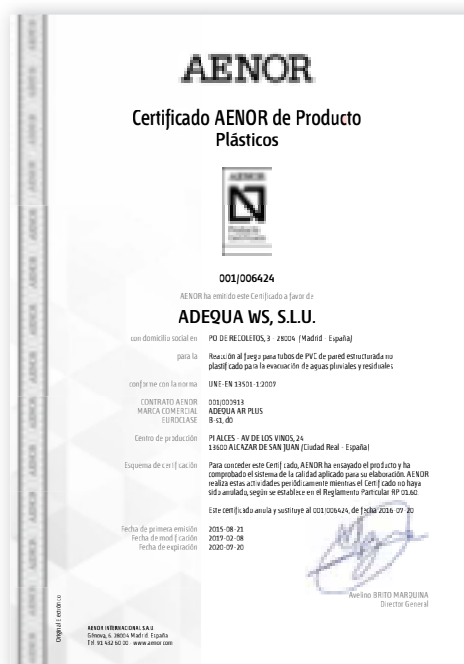 AENOR
Certificado AENOR de Producto
Plásticos
AENOR
Producto
Certificado
001/006424
AENOR ha emitido este Certificado a favor de
ADEQUA WS, S.L.U.
con domicilio social en PO DE RECOLETOS, 3 - 28004 (Madrid - España)
para la Reacción al fuego para tubos de PVC de pared estructurada no
plastificado para la evacuación de aguas pluviales y residuales
conforme con la norma UNE-EN 13501-1:2007
CONTRATO AENOR 001/000913
MARCA COMERCIAL ADEQUA AR PLUS
EUROCLASE B-s1, d0
Centro de producción PI ALCES - AV DE LOS VINOS, 24
13600 ALCAZAR DE SAN JUAN (Ciudad Real - España)
Esquema de certificación Para conceder este Certificado, AENOR ha ensayado el producto y ha
comprobado el sistema de la calidad aplicado para su elaboración. AENOR
realiza estas actividades periódicamente mientras el Certificado no haya
sido anulado, según se establece en el Reglamento Particular RP 01.60
Este certificado anula y sustituye al 001/006424, de fecha 2016-07-20
Fecha de primera emisión 2015-08-21
Fecha de modificación 2017-02-08
Fecha de expiración 2020-07-20
Avelino BRITO MARQUINA
Director General
Original Electrónico
AENOR INTERNACIONAL S.A.U.
Génova, 6. 28004 Madrid. España
Tel. 91 432 60 00 - www.aenor.com